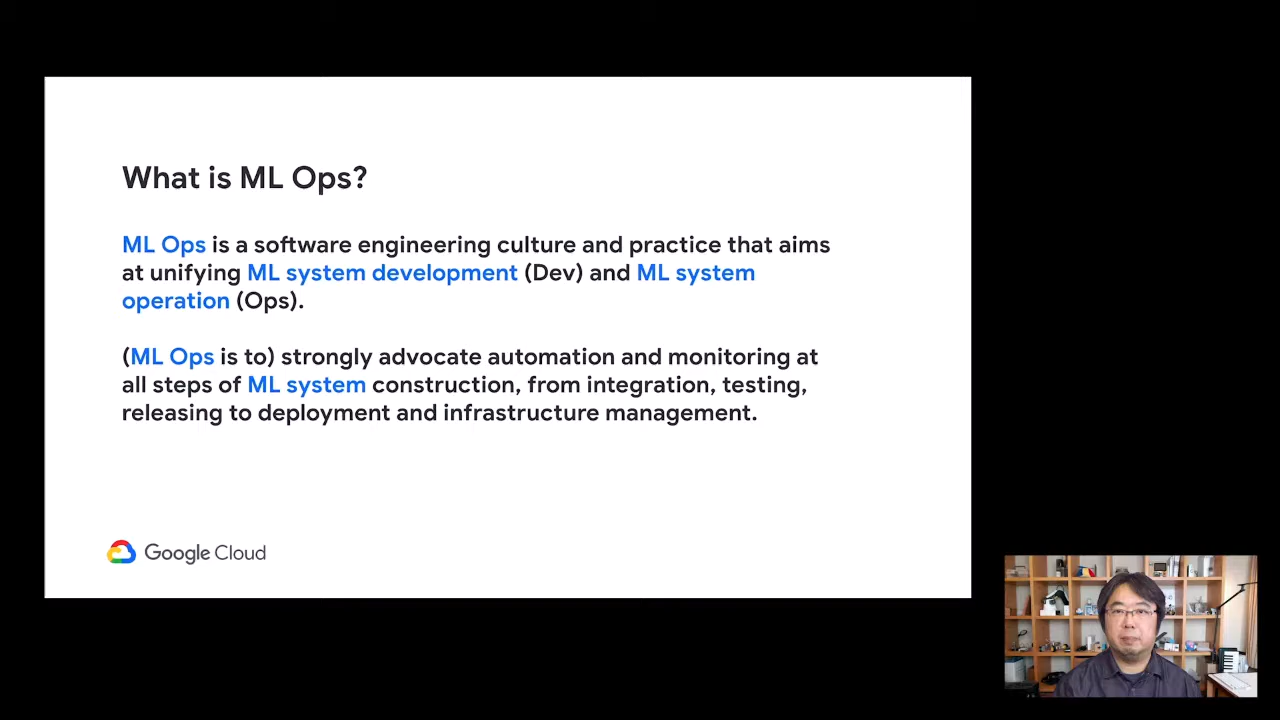 What is ML Ops?
ML Ops is a software engineering culture and practice that aims
at unifying ML system development (Dev) and ML system
operation (Ops).
(ML Ops is to) strongly advocate automation and monitoring at
all steps of ML system construction, from integration, testing,
releasing to deployment and infrastructure management.
Google Cloud